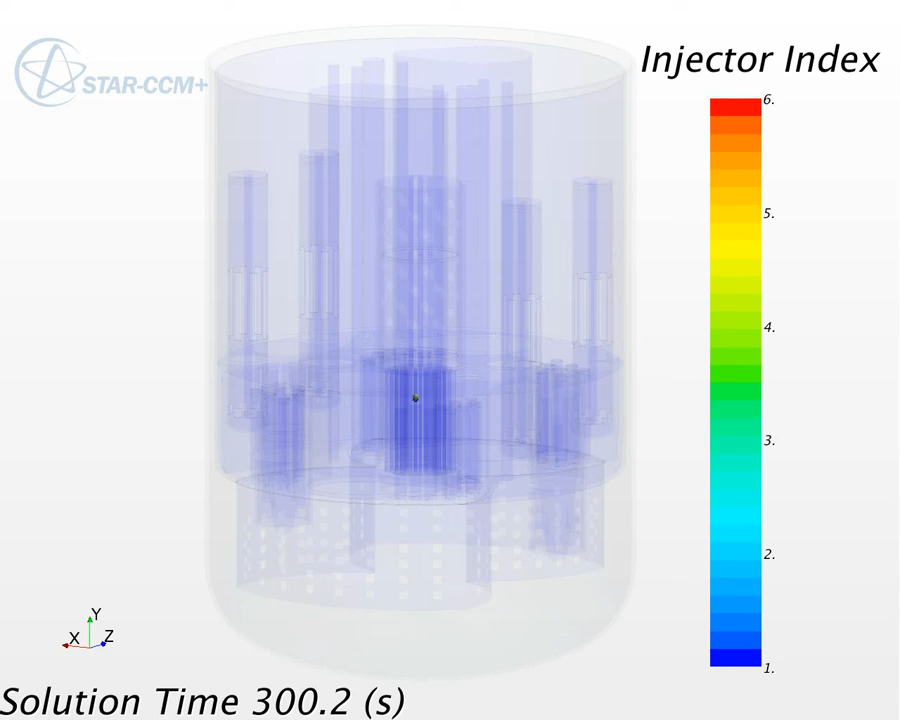 STAR-CCM+
Injector Index
6.
5.
4.
3.
2.
1.
Y
X
Z
Solution Time 300.2 (s)